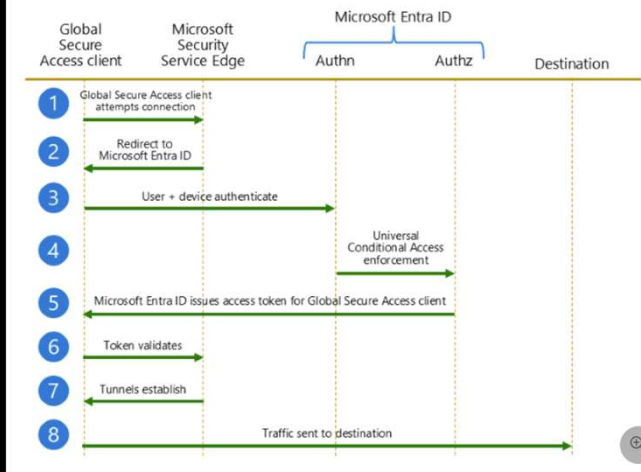 Microsoft Entra ID
Global
Secure
Access client
Microsoft
Security
Service Edge
Authn
Authz
Destination
1
Global Secure Access client
attempts connection
2
Redirect to
Microsoft Entra ID
3
User + device authenticate
4
Universal
Conditional Access
enforcement
5
Microsoft Entra ID issues access token for Global Secure Access client
6
Token validates
7
Tunnels establish
8
Traffic sent to destination